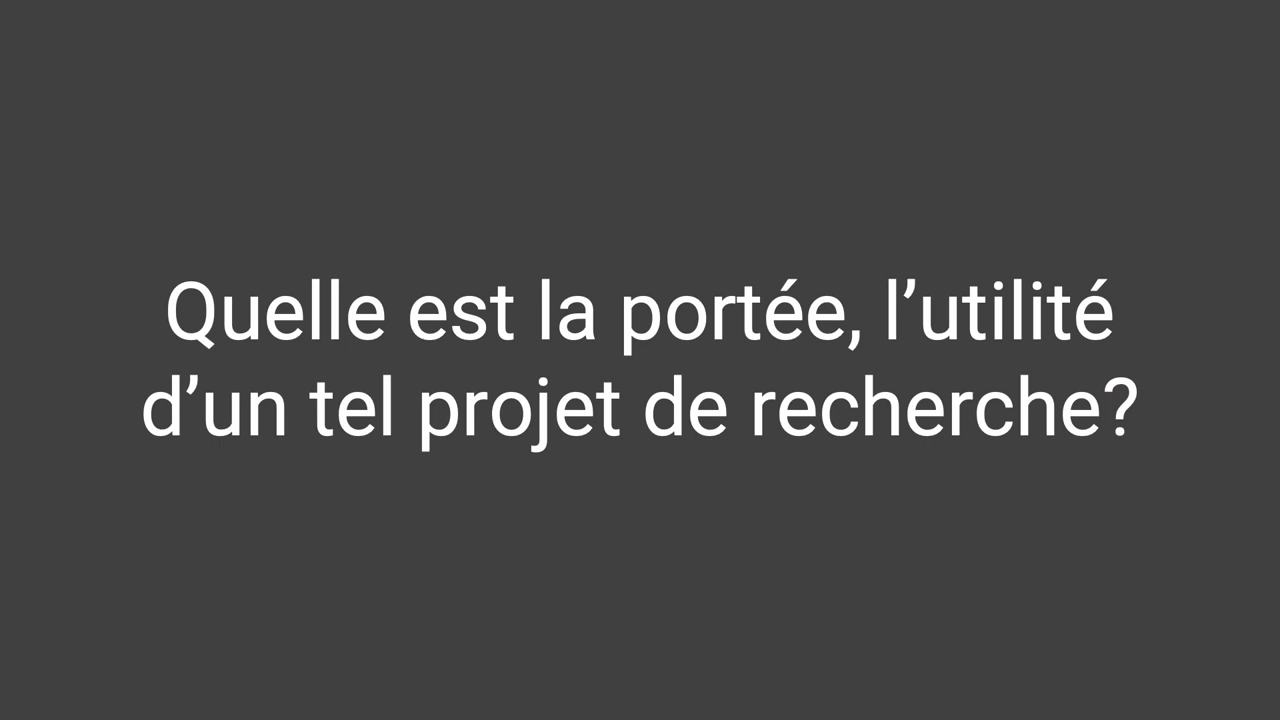 Quelle est la portée, l’utilité
d’un tel projet de recherche?